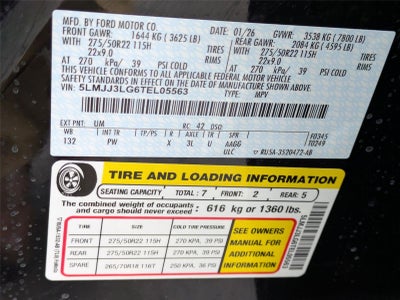 MFD. BY FORD MOTOR CO.
DATE: 01/26 GVWR: 3538 KG (7800 LB)
FRONT GAWR: 1644 KG (3625 LB) REAR GAWR: 2084 KG (4595 LB)
WITH 275/50R22 115H WITH 275/50R22 115H
22x9.0 TIRES RIMS 22x9.0
AT 270 kPa/ 39 PSI COLD AT 270 kPa/ 39 PSI COLD
THIS VEHICLE CONFORMS TO ALL APPLICABLE FEDERAL MOTOR VEHICLE
SAFETY STANDARDS IN EFFECT ON THE DATE OF MANUFACTURE SHOWN ABOVE.
VIN: 5LMJJ3LG6TEL05563
TYPE: MPV
EXT PNT: UM RC: 42 DSO:
WB INT TR TP/PS R AXLE TR SPR F0345
132 PW X 3L U AAAP T0249
ULC
TIRE AND LOADING INFORMATION
SEATING CAPACITY TOTAL: 7 FRONT: 2 REAR: 5
The combined weight of occupants
and cargo should never exceed: 616 kg or 1360 lbs.
TIRE SIZE COLD TIRE PRESSURE
FRONT 275/50R22 115H 270 KPA, 39 PSI
REAR 275/50R22 115H 270 KPA, 39 PSI
SPARE 265/70R18 116T 250 KPA, 36 PSI
SEE OWNERS
MANUAL FOR
ADDITIONAL
INFORMATION